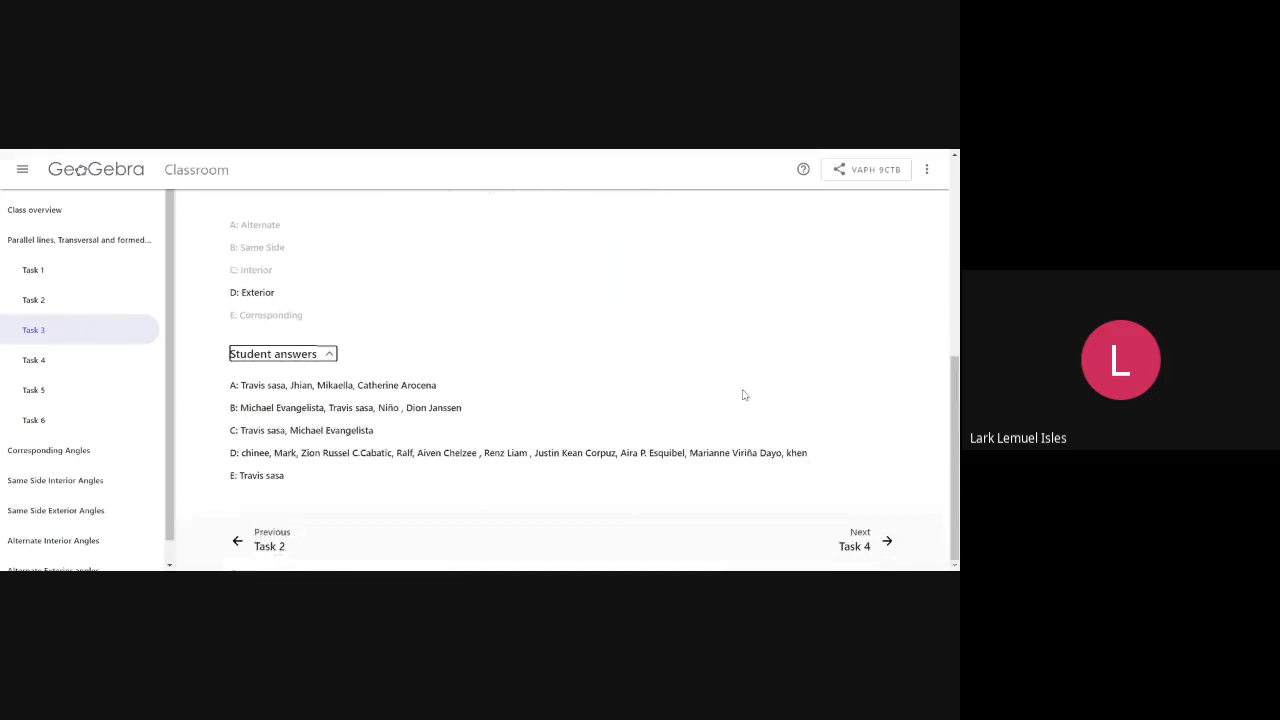 GeoGebra Classroom
VAPH 9CTB
Class overview
Parallel lines, Transversal and formed...
Task 1
Task 2
Task 3
Task 4
Task 5
Task 6
Corresponding Angles
Same Side Interior Angles
Same Side Exterior Angles
Alternate Interior Angles
Alternate Exterior angles
A: Alternate
B: Same Side
C: Interior
D: Exterior
E: Corresponding
Student answers
A: Travis sasa, Jhian, Mikaella, Catherine Arocena
B: Michael Evangelista, Travis sasa, Niño , Dion Janssen
C: Travis sasa, Michael Evangelista
D: chinee, Mark, Zion Russel C.Cabatic, Ralf, Aiven Chelzee , Renz Liam , Justin Kean Corpuz, Aira P. Esquibel, Marianne Viriña Dayo, khen
E: Travis sasa
Previous
Task 2
Next
Task 4
L
Lark Lemuel Isles